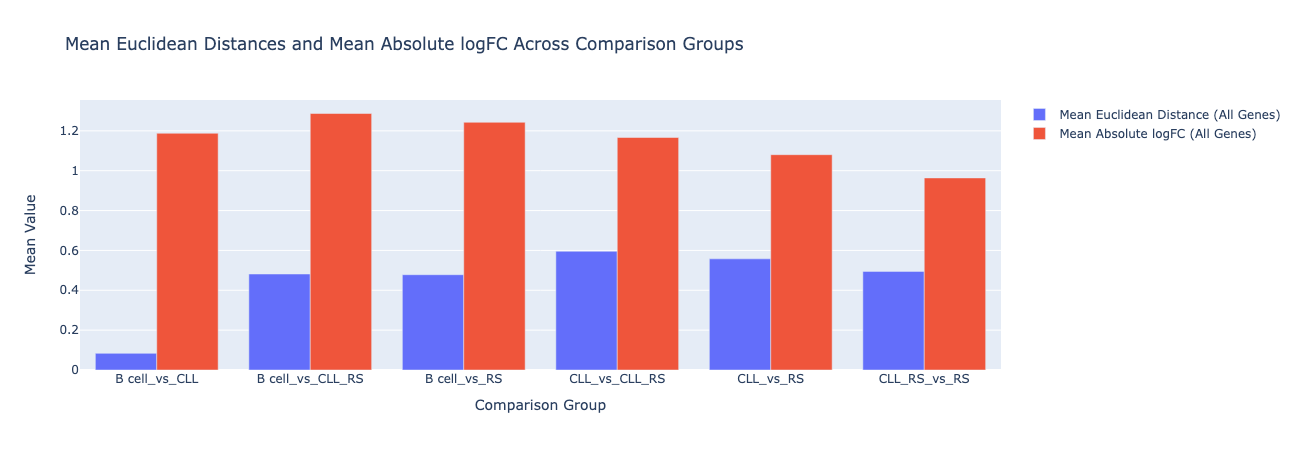 Mean Euclidean Distances and Mean Absolute logFC Across Comparison Groups
Mean Euclidean Distance (All Genes)
Mean Absolute logFC (All Genes)
Mean Value
1.2
1
0.8
0.6
0.4
0.2
0
B cell_vs_CLL
B cell_vs_CLL_RS
B cell_vs_RS
CLL_vs_CLL_RS
CLL_vs_RS
CLL_RS_vs_RS
Comparison Group